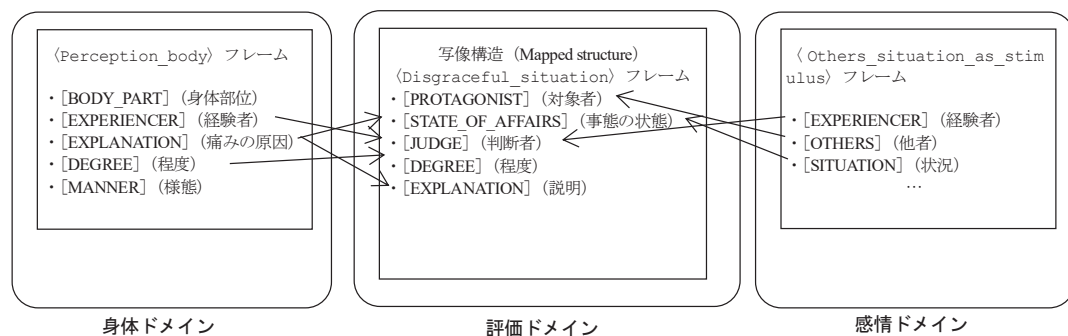 〈Perception_body〉フレーム
・[BODY_PART](身体部位)
・[EXPERIENCER](経験者)
・[EXPLANATION](痛みの原因)
・[DEGREE](程度)
・[MANNER](様態)
身体ドメイン
写像構造(Mapped structure)
〈Disgraceful_situation〉フレーム
・[PROTAGONIST](対象者)
・[STATE_OF_AFFAIRS](事態の状態)
・[JUDGE](判断者)
・[DEGREE](程度)
・[EXPLANATION](説明)
評価ドメイン
〈Others_situation_as_stim
ulus〉フレーム
・[EXPERIENCER](経験者)
・[OTHERS](他者)
・[SITUATION](状況)
…
感情ドメイン